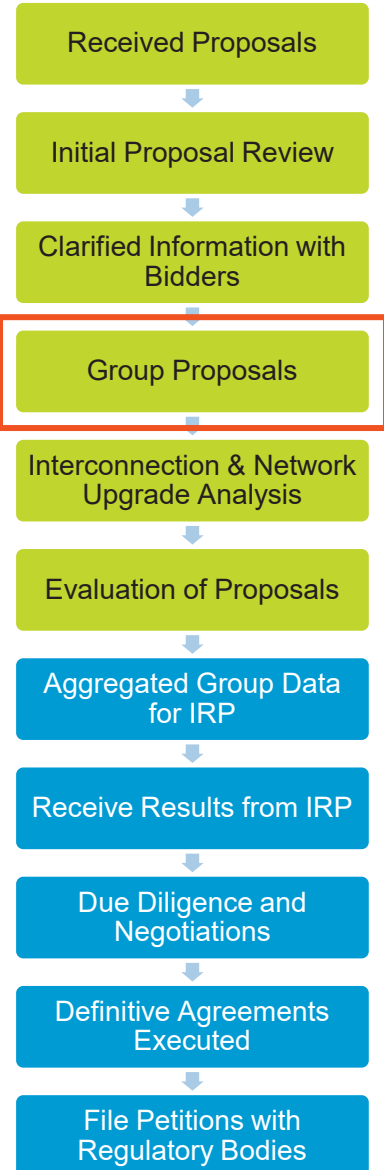 Received Proposals
Initial Proposal Review
Clarified Information with
Bidders
Group Proposals
Interconnection & Network
Upgrade Analysis
Evaluation of Proposals
Aggregated Group Data
for IRP
Receive Results from IRP
Due Diligence and
Negotiations
Definitive Agreements
Executed
File Petitions with
Regulatory Bodies